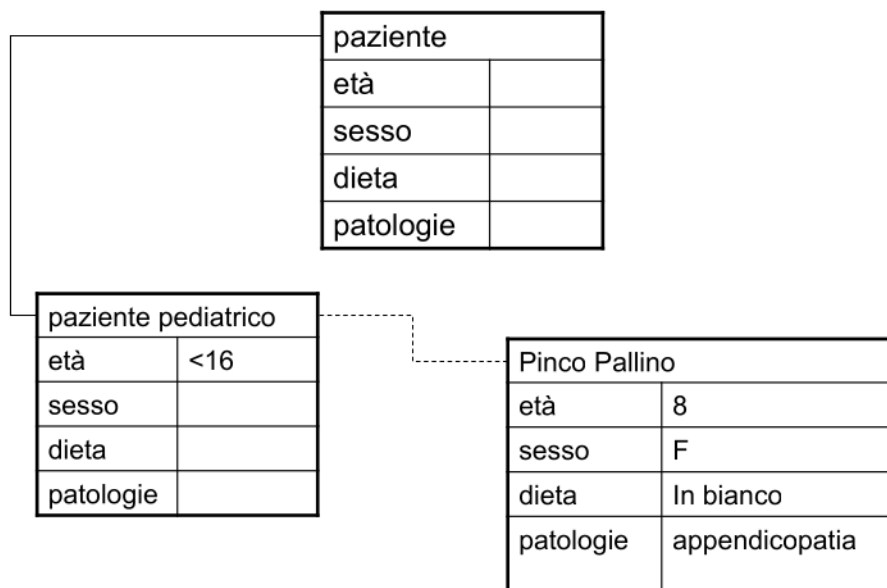 paziente
età
sesso
dieta
patologie
paziente pediatrico
età <16
sesso
dieta
patologie
Pinco Pallino
età 8
sesso F
dieta In bianco
patologie appendicopatia